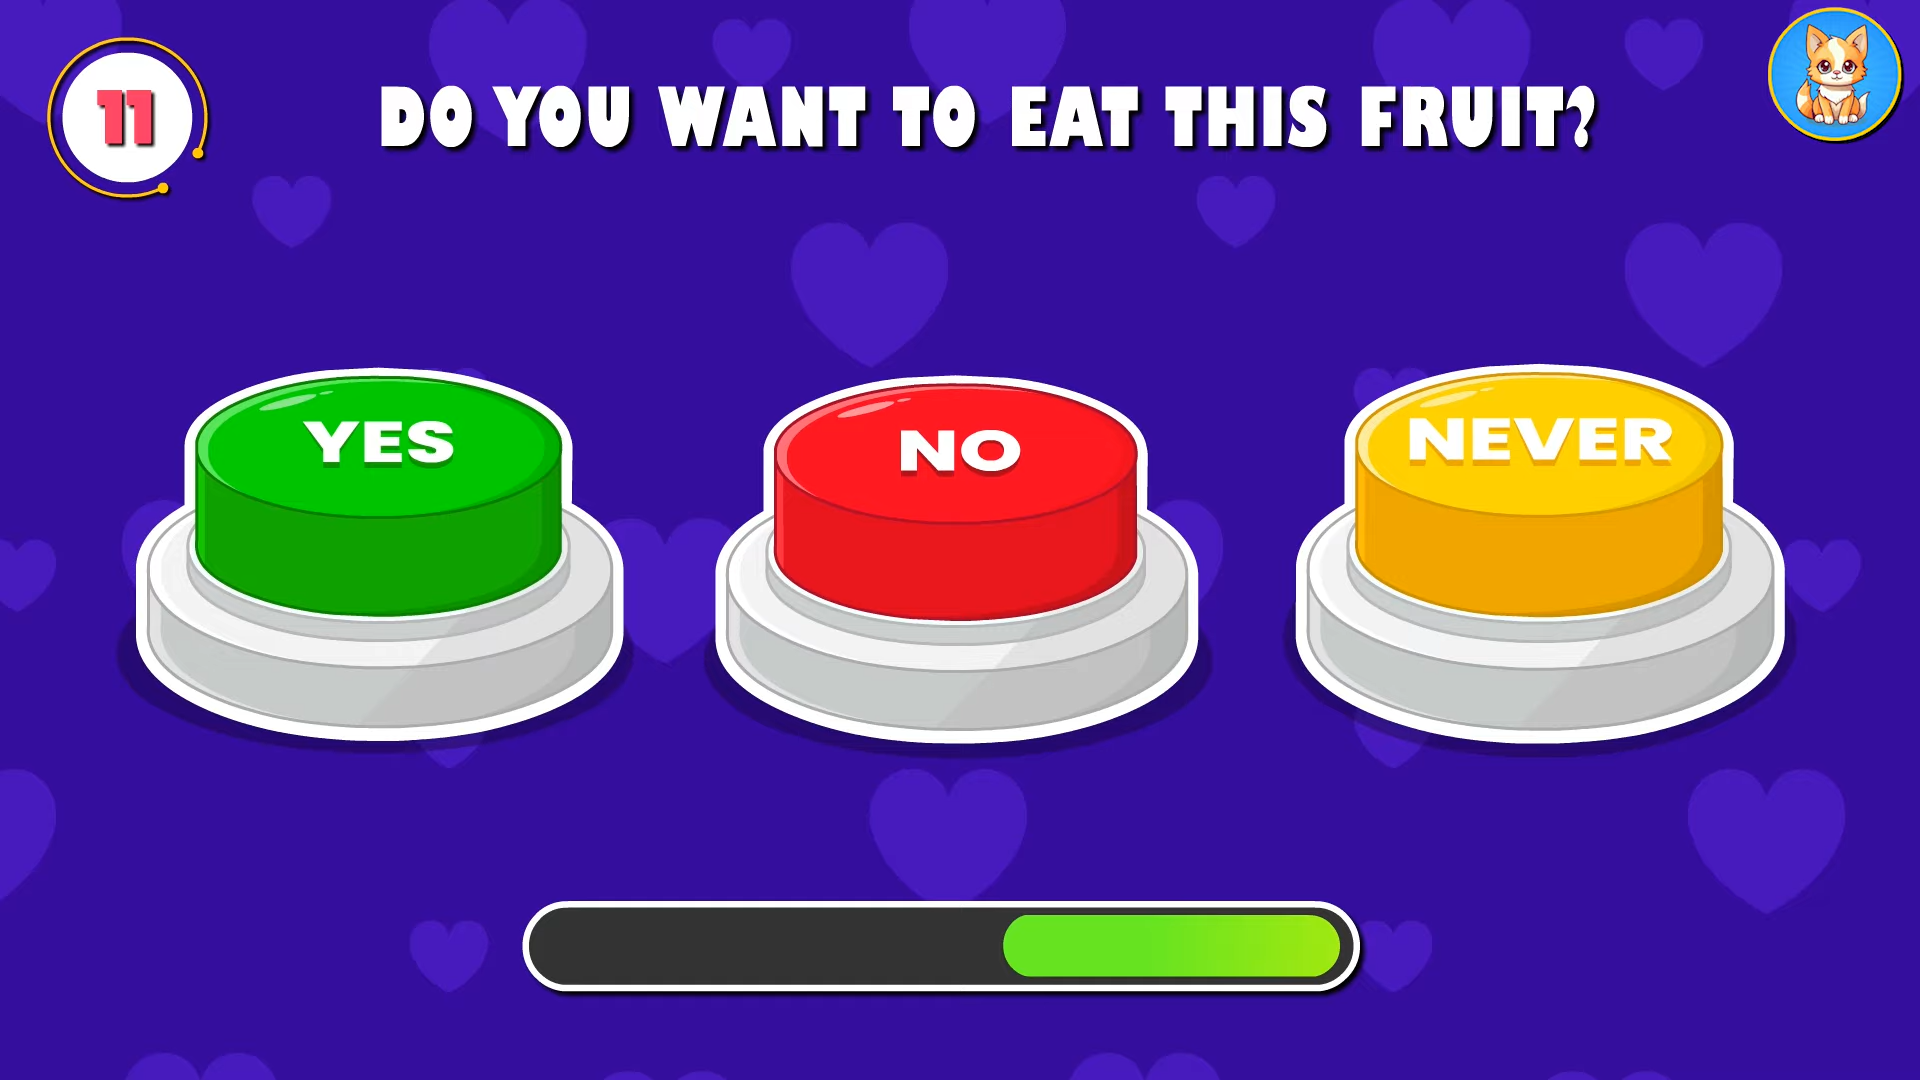 11
DO YOU WANT TO EAT THIS FRUIT?
YES
NO
NEVER